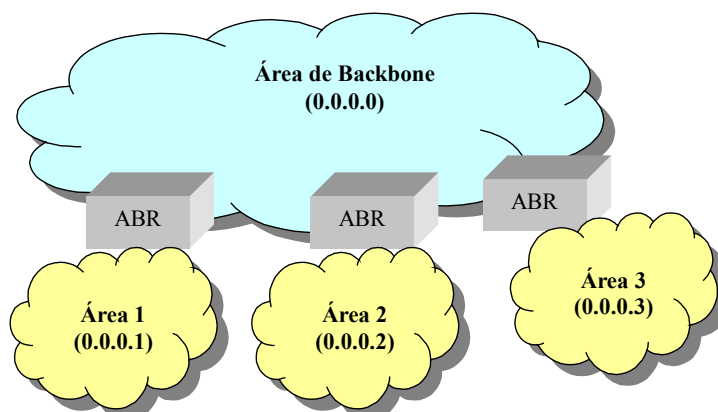 Área de Backbone
(0.0.0.0)
ABR
ABR
ABR
Área 1
(0.0.0.1)
Área 2
(0.0.0.2)
Área 3
(0.0.0.3)